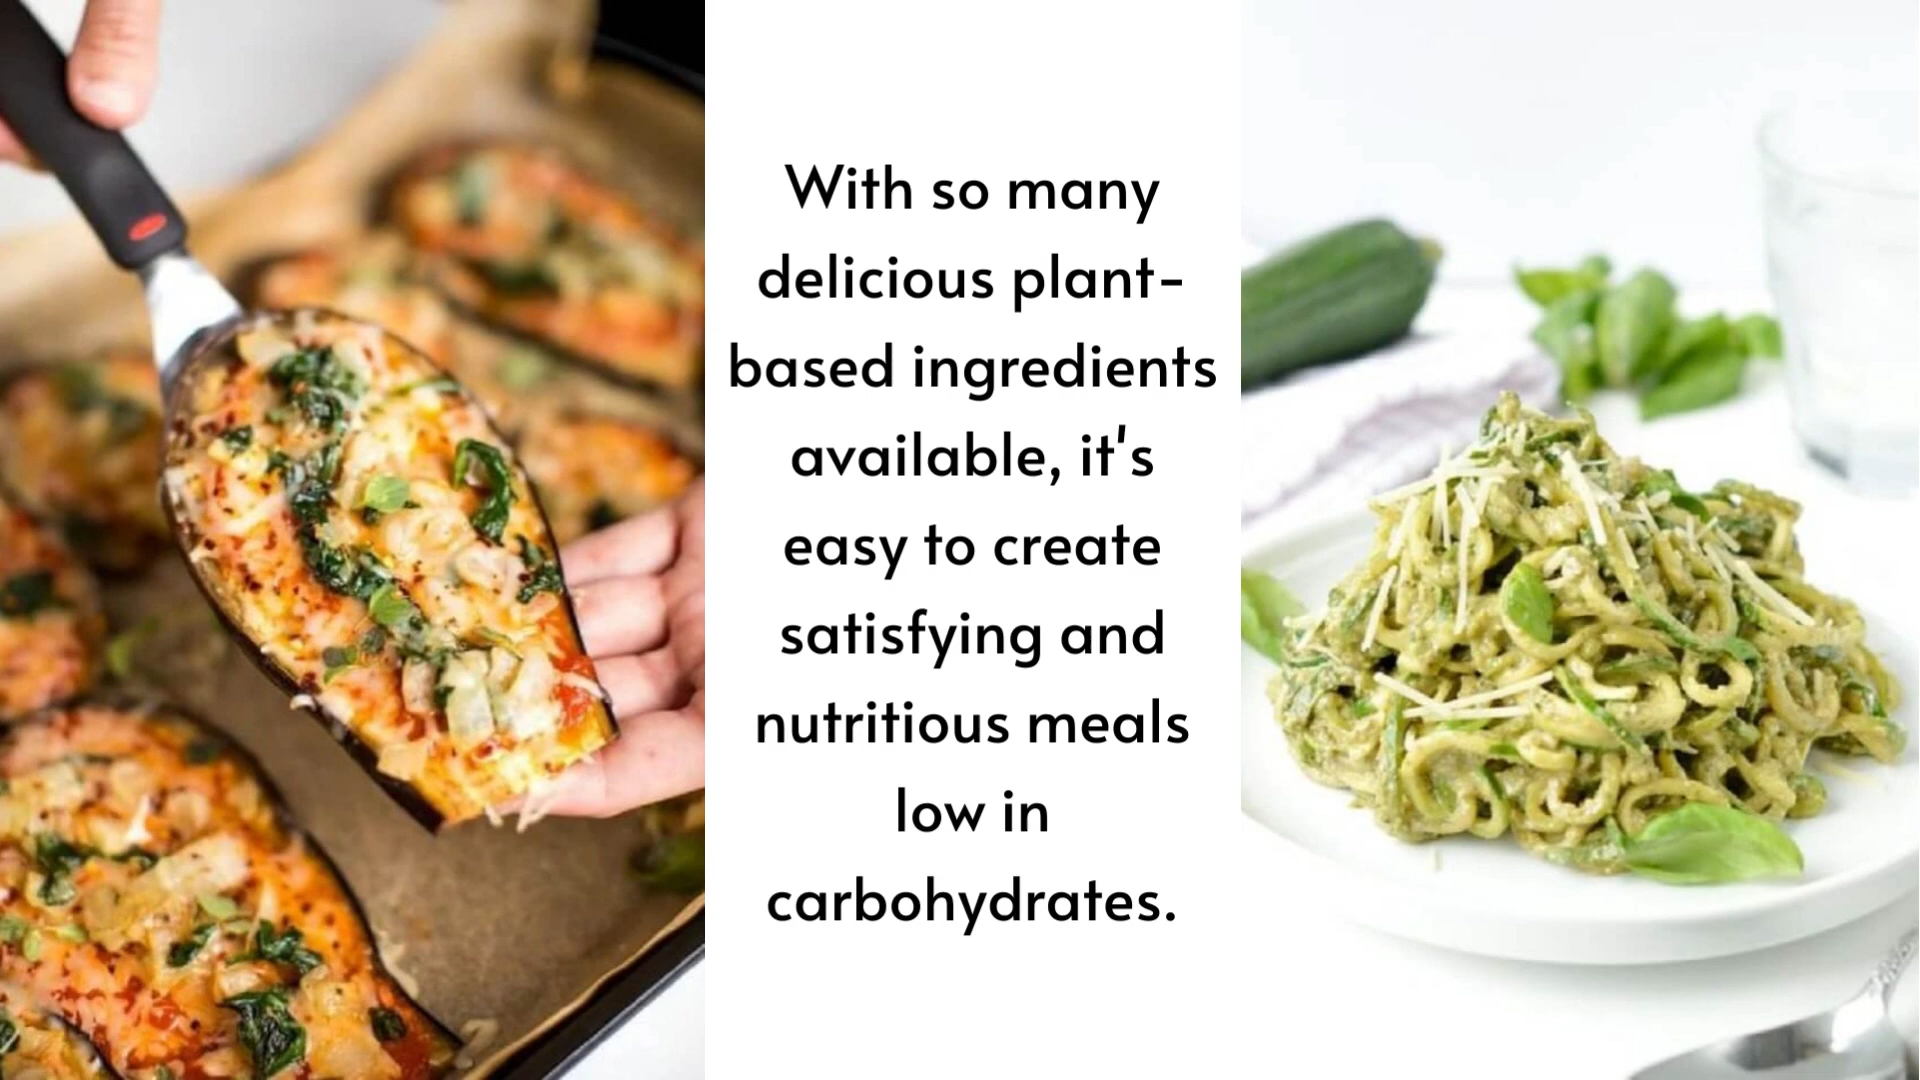 With so many
delicious plant-
based ingredients
available, it's
easy to create
satisfying and
nutritious meals
low in
carbohydrates.